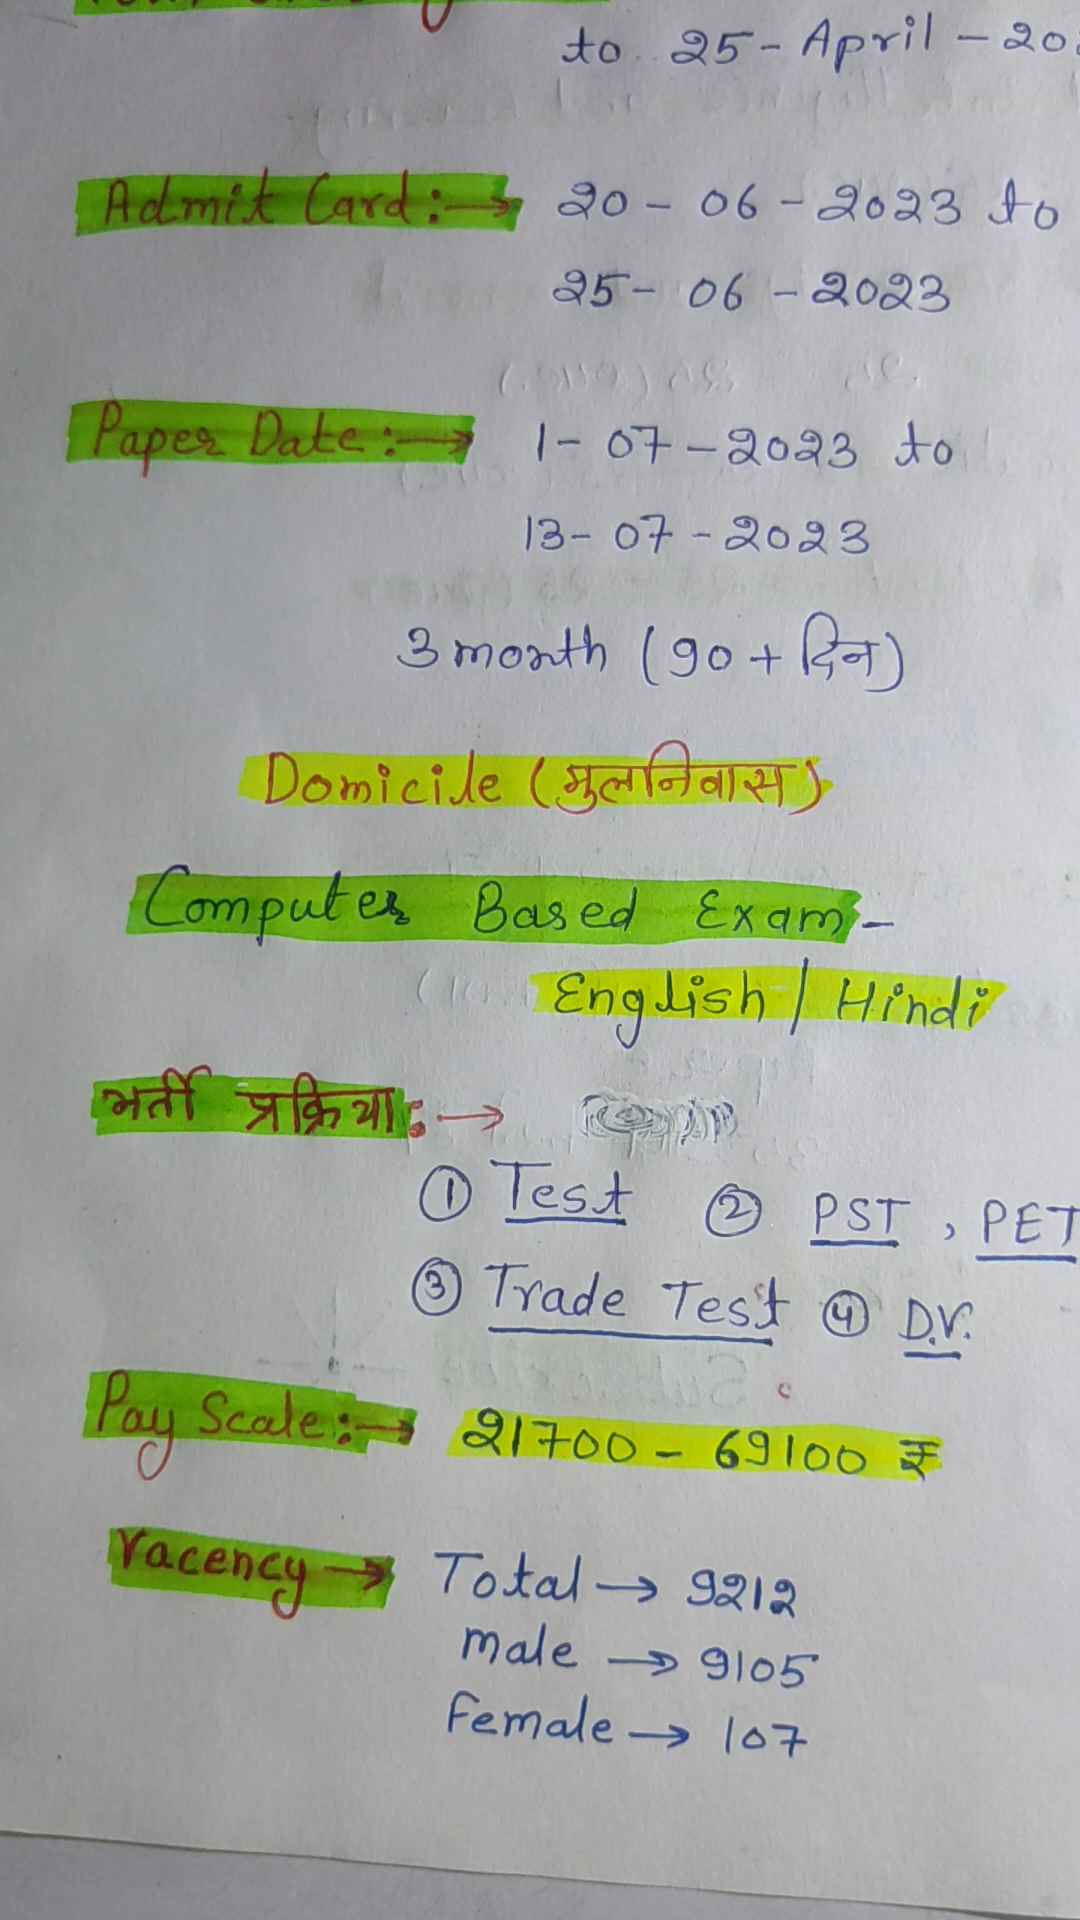 to 25-April-20
Admit Card:→ 20-06-2023 to
25-06-2023
Paper Date:→ 1-07-2023 to
13-07-2023
3 month (90+ दिन)
Domicile (मुलनिवास)
Computer Based Exam-
English / Hindi
भर्ती प्रक्रिया:→
① Test ② PST, PET
③ Trade Test ④ D.V.
Pay Scale:→ 21700-69100 ₹
Vacency → Total → 9212
male → 9105
Female → 107